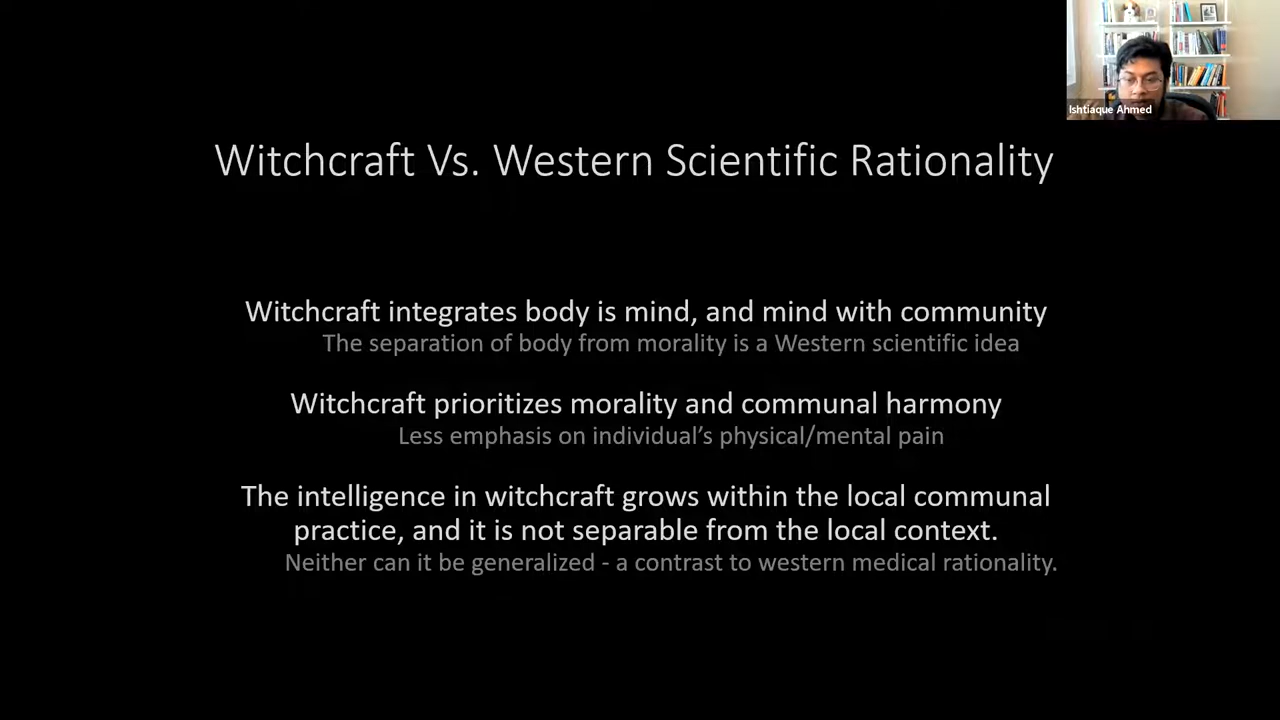 Ishtiaque Ahmed
Witchcraft Vs. Western Scientific Rationality
Witchcraft integrates body is mind, and mind with community
The separation of body from morality is a Western scientific idea
Witchcraft prioritizes morality and communal harmony
Less emphasis on individual’s physical/mental pain
The intelligence in witchcraft grows within the local communal
practice, and it is not separable from the local context.
Neither can it be generalized - a contrast to western medical rationality.